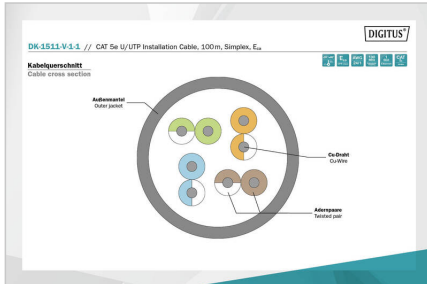 DIGITUS®
DK-1511-V-1-1 // CAT 5e U/UTP Installation Cable, 100 m, Simplex, Eca
Kabelquerschnitt
Cable cross section
Außenmantel
Outer jacket
Cu-Draht
Cu-Wire
Adernpaare
Twisted pair